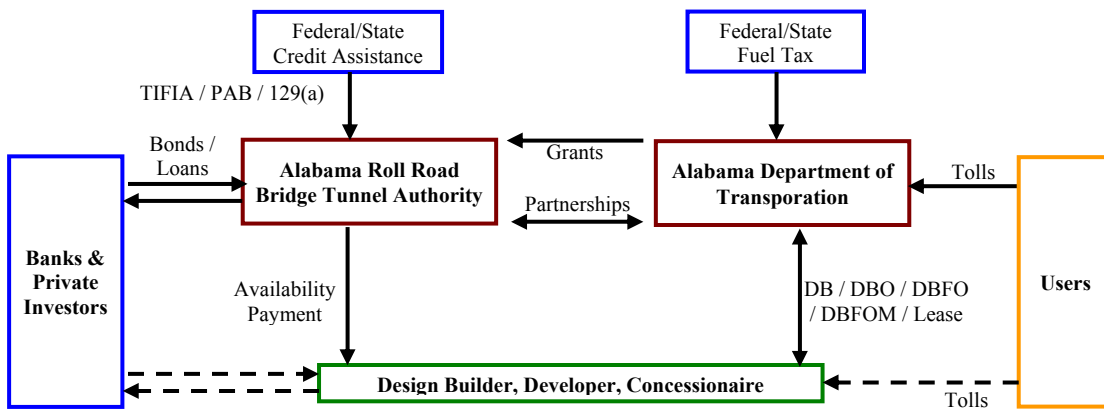 Federal/State
Credit Assistance
Federal/State
Fuel Tax
TIFIA / PAB / 129(a)
Bonds /
Loans
Alabama Roll Road
Bridge Tunnel Authority
Grants
Partnerships
Alabama Department of
Transporation
Tolls
Banks &
Private
Investors
Availability
Payment
DB / DBO / DBFO
/ DBFOM / Lease
Users
Design Builder, Developer, Concessionaire
Tolls